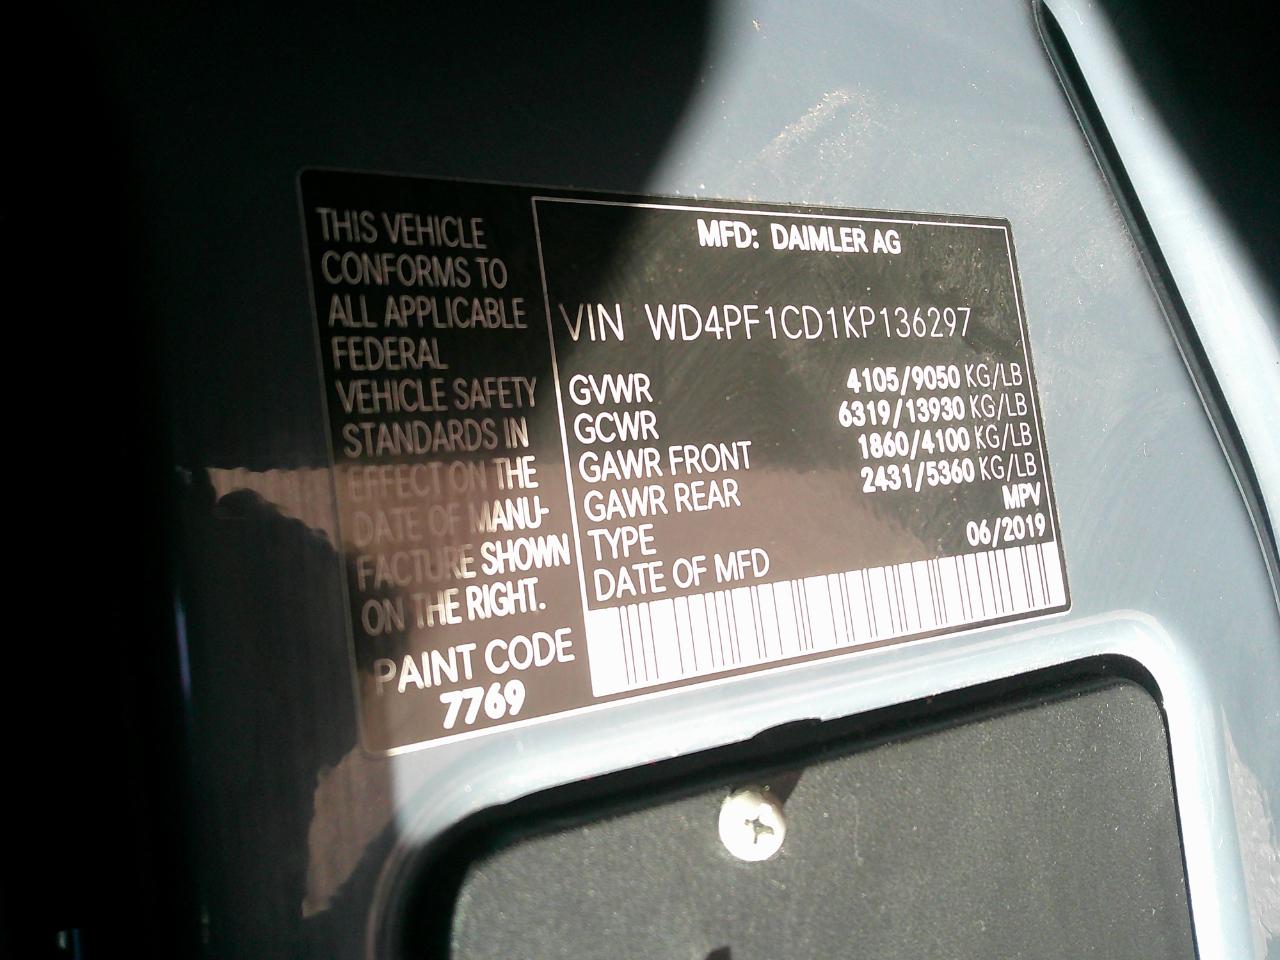 THIS VEHICLE
CONFORMS TO
ALL APPLICABLE
FEDERAL
VEHICLE SAFETY
STANDARDS IN
EFFECT ON THE
DATE OF MANU-
FACTURE SHOWN
ON THE RIGHT.
PAINT CODE
7769
MFD: DAIMLER AG
VIN WD4PF1CD1KP136297
GVWR 4105/9050 KG/LB
GCWR 6319/13930 KG/LB
GAWR FRONT 1860/4100 KG/LB
GAWR REAR 2431/5360 KG/LB
TYPE MPV
DATE OF MFD 06/2019